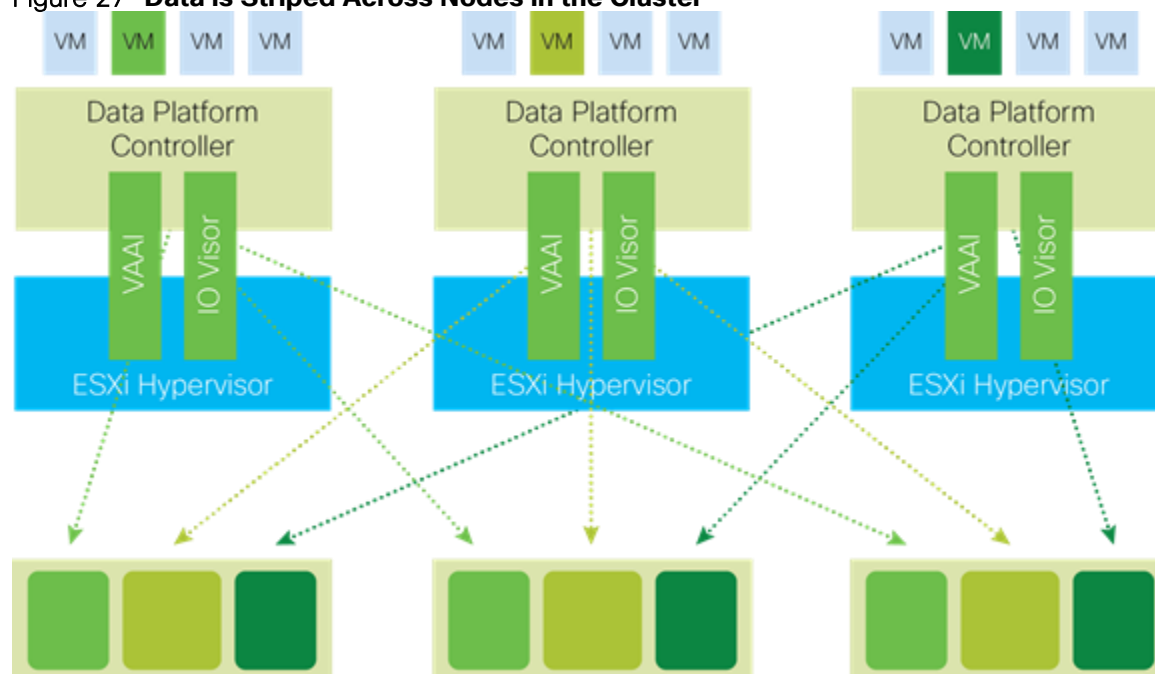 Figure 27 Data is Striped Across Nodes in the Cluster
VM VM VM VM
VM VM VM VM
VM VM VM VM
Data Platform
Controller
Data Platform
Controller
Data Platform
Controller
VAAI
IO Visor
VAAI
IO Visor
VAAI
IO Visor
ESXi Hypervisor
ESXi Hypervisor
ESXi Hypervisor